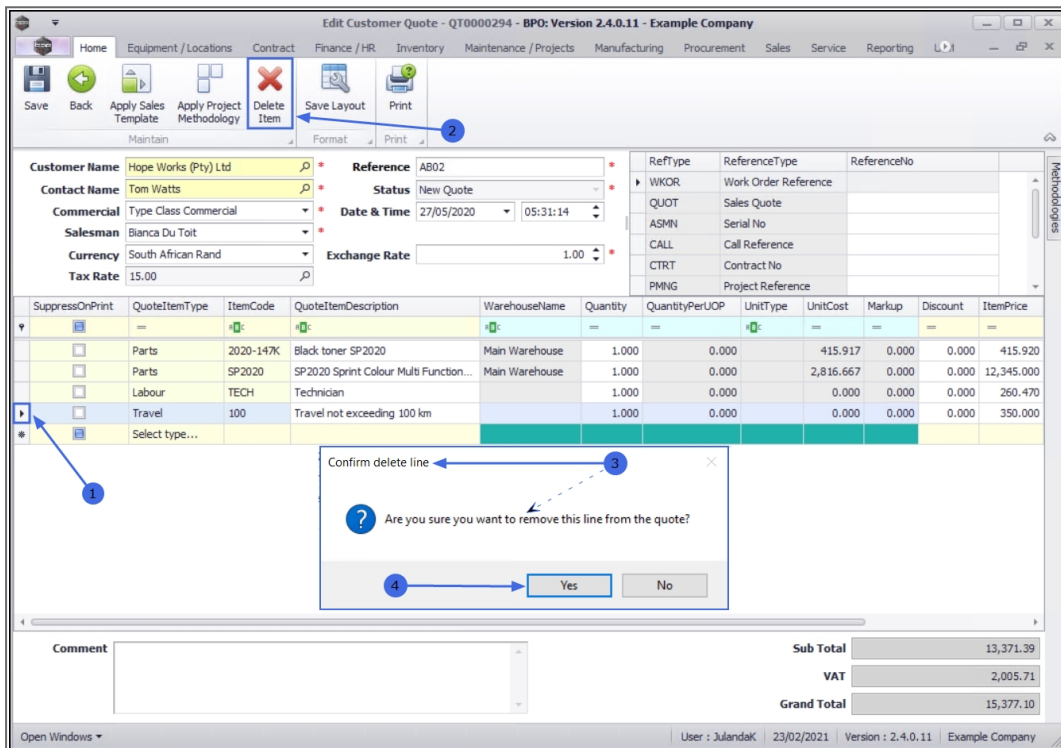 Edit Customer Quote - QT0000294 - BPO: Version 2.4.0.11 - Example Company
Home Equipment / Locations Contract Finance / HR Inventory Maintenance / Projects Manufacturing Procurement Sales Service Reporting
Save Back Apply Sales Template Apply Project Methodology Delete Item Save Layout Print
2
Maintain Format Print
Customer Name Hope Works (Pty) Ltd * Reference AB02 *
Contact Name Tom Watts * Status New Quote *
Commercial Type Class Commercial * Date & Time 27/05/2020 05:31:14
Salesman Bianca Du Toit *
Currency South African Rand Exchange Rate 1.00 *
Tax Rate 15.00
RefType ReferenceType ReferenceNo
WKOR Work Order Reference
QUOT Sales Quote
ASMN Serial No
CALL Call Reference
CTRT Contract No
PMNG Project Reference
Methodologies
SuppressOnPrint QuoteItemType ItemCode QuoteItemDescription WarehouseName Quantity QuantityPerUOP UnitType UnitCost Markup Discount ItemPrice
Parts 2020-147K Black toner SP2020 Main Warehouse 1.000 0.000 415.917 0.000 0.000 415.920
Parts SP2020 SP2020 Sprint Colour Multi Function... Main Warehouse 1.000 0.000 2,816.667 0.000 0.000 12,345.000
Labour TECH Technician 1.000 0.000 0.000 0.000 0.000 260.470
Travel 100 Travel not exceeding 100 km 1.000 0.000 0.000 0.000 0.000 350.000
Select type...
1
Confirm delete line 3
Are you sure you want to remove this line from the quote?
4 Yes No
Comment
Sub Total 13,371.39
VAT 2,005.71
Grand Total 15,377.10
Open Windows User : JulandaK 23/02/2021 Version : 2.4.0.11 Example Company